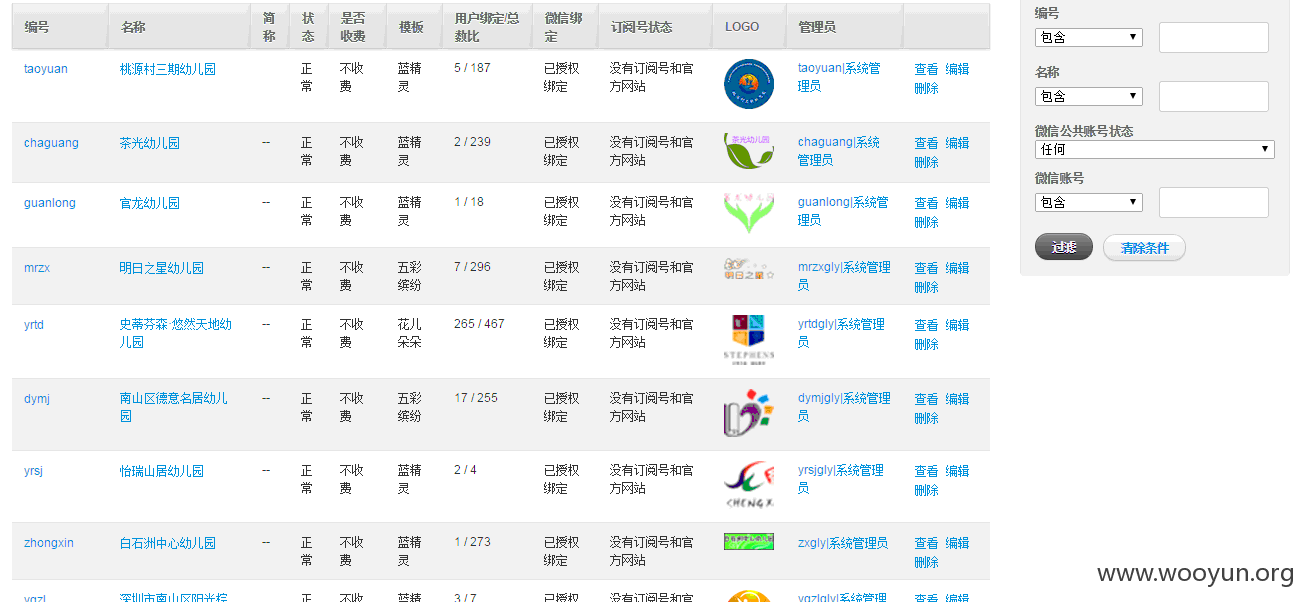 编号 名称 简称 状态 是否收费 模板 用户绑定/总数比 微信绑定 订阅号状态 LOGO 管理员
taoyuan 桃源村三期幼儿园 正常 不收费 蓝精灵 5 / 187 已授权绑定 没有订阅号和官方网站 taoyuan|系统管理员 查看 编辑 删除
chaguang 茶光幼儿园 -- 正常 不收费 蓝精灵 2 / 239 已授权绑定 没有订阅号和官方网站 茶光幼儿园 chaguang|系统管理员 查看 编辑 删除
guanlong 官龙幼儿园 -- 正常 不收费 蓝精灵 1 / 18 已授权绑定 没有订阅号和官方网站 guanlong|系统管理员 查看 编辑 删除
mrzx 明日之星幼儿园 -- 正常 不收费 五彩缤纷 7 / 296 已授权绑定 没有订阅号和官方网站 明日之星 mrzxgly|系统管理员 查看 编辑 删除
yrtd 史蒂芬森·悠然天地幼儿园 -- 正常 不收费 花儿朵朵 265 / 467 已授权绑定 没有订阅号和官方网站 STEPHENS yrtdgly|系统管理员 查看 编辑 删除
dymj 南山区德意名居幼儿园 -- 正常 不收费 五彩缤纷 17 / 255 已授权绑定 没有订阅号和官方网站 dymjgly|系统管理员 查看 编辑 删除
yrsj 怡瑞山居幼儿园 -- 正常 不收费 蓝精灵 2 / 4 已授权绑定 没有订阅号和官方网站 CHENGX yrsjgly|系统管理员 查看 编辑 删除
zhongxin 白石洲中心幼儿园 -- 正常 不收费 蓝精灵 1 / 273 已授权绑定 没有订阅号和官方网站 zxgly|系统管理员 查看 编辑 删除
ygzl 深圳市南山区阳光棕 -- 正 不收 蓝精 3 / 7 已授权 没有订阅号和官 ygzlgly|系统管理 查看 编辑
编号
包含
名称
包含
微信公共账号状态
任何
微信账号
包含
过滤 清除条件
www.wooyun.org